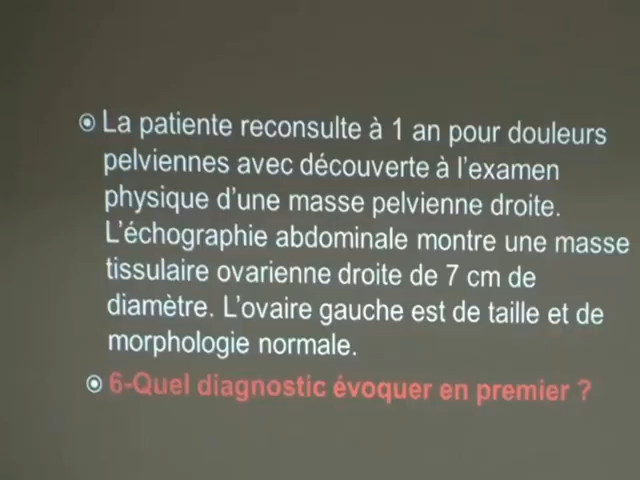 La patiente reconsulte à 1 an pour douleurs
pelviennes avec découverte à l'examen
physique d'une masse pelvienne droite.
L'échographie abdominale montre une masse
tissulaire ovarienne droite de 7 cm de
diamètre. L'ovaire gauche est de taille et de
morphologie normale.
6-Quel diagnostic évoquer en premier ?